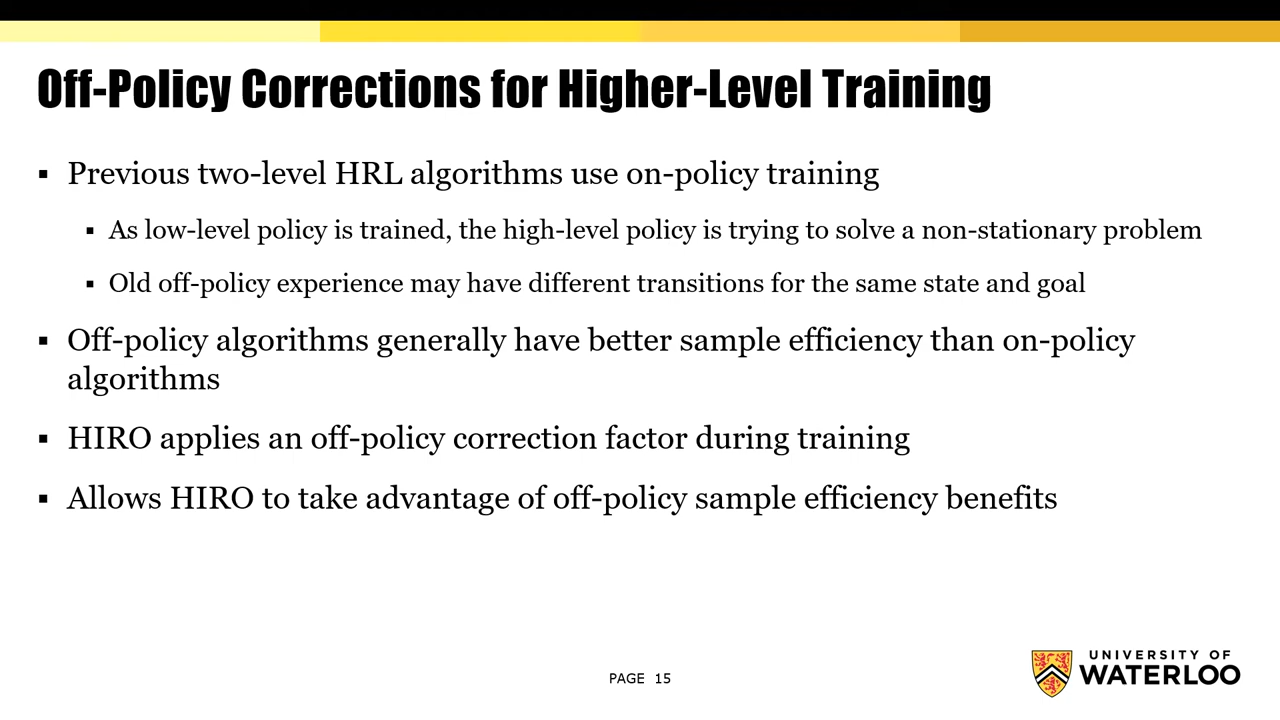 Off-Policy Corrections for Higher-Level Training
▪ Previous two-level HRL algorithms use on-policy training
▪ As low-level policy is trained, the high-level policy is trying to solve a non-stationary problem
▪ Old off-policy experience may have different transitions for the same state and goal
▪ Off-policy algorithms generally have better sample efficiency than on-policy
algorithms
▪ HIRO applies an off-policy correction factor during training
▪ Allows HIRO to take advantage of off-policy sample efficiency benefits
PAGE 15
UNIVERSITY OF
WATERLOO